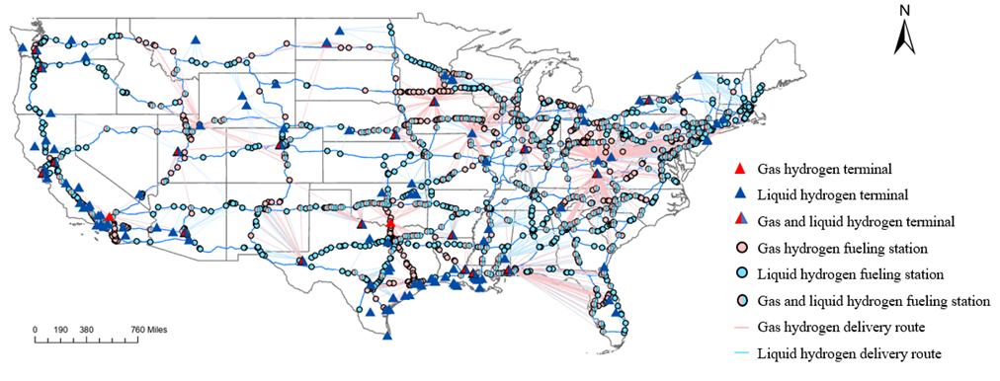 N
Gas hydrogen terminal
Liquid hydrogen terminal
Gas and liquid hydrogen terminal
Gas hydrogen fueling station
Liquid hydrogen fueling station
Gas and liquid hydrogen fueling station
Gas hydrogen delivery route
Liquid hydrogen delivery route
0 190 380 760 Miles